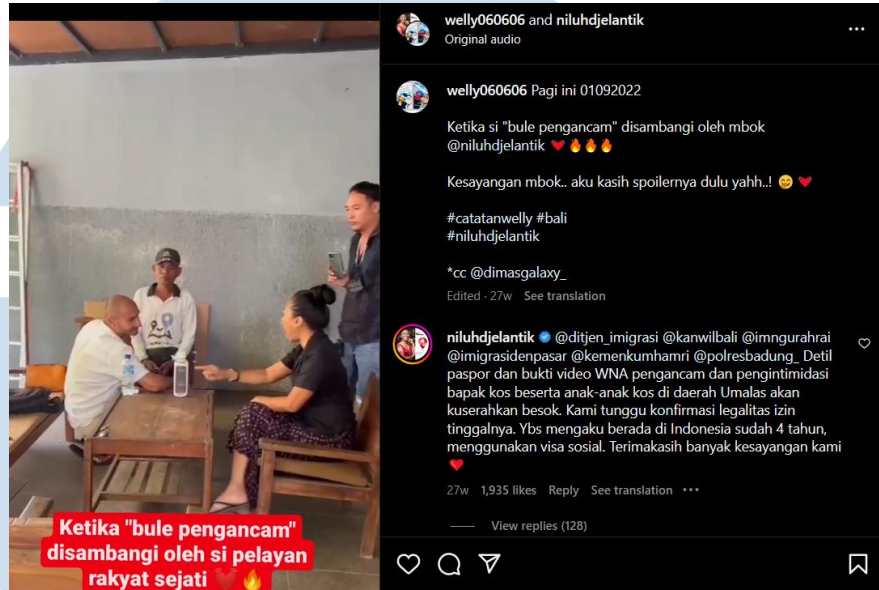 welly060606 and niluhdjelantik
Original audio
welly060606 Pagi ini 01092022
Ketika si "bule pengancam" disambangi oleh mbok
@niluhdjelantik ❤️🔥🔥🔥
Kesayangan mbok.. aku kasih spoilernya dulu yahh..! 😁❤️
#catatanwelly #bali
#niluhdjelantik
*cc @dimasgalaxy_
Edited · 27w See translation
niluhdjelantik @ditjen_imigrasi @kanwilbali @imngurahrai
@imigrasidenpasar @kemenkumhamri @polresbadung_ Detil
paspor dan bukti video WNA pengancam dan pengintimidasi
bapak kos beserta anak-anak kos di daerah Umalas akan
kuserahkan besok. Kami tunggu konfirmasi legalitas izin
tinggalnya. Ybs mengaku berada di Indonesia sudah 4 tahun,
menggunakan visa sosial. Terimakasih banyak kesayangan kami
❤️
27w 1,935 likes Reply See translation •••
View replies (128)
Ketika "bule pengancam"
disambangi oleh si pelayan
rakyat sejati 💓🔥